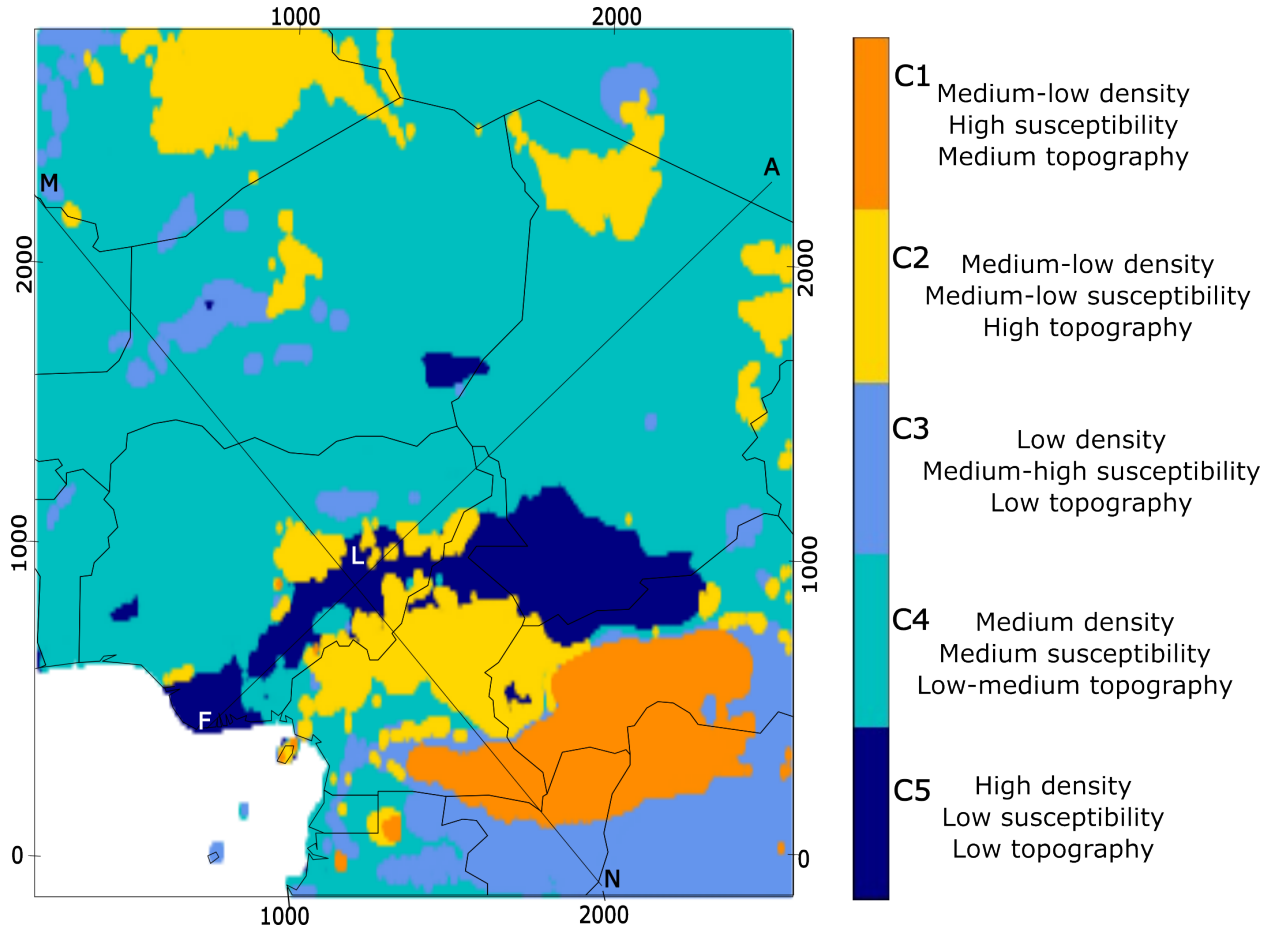 1000
2000
M
A
2000
2000
1000
1000
L
F
0
0
N
1000
2000
C1
Medium-low density
High susceptibility
Medium topography
C2
Medium-low density
Medium-low susceptibility
High topography
C3
Low density
Medium-high susceptibility
Low topography
C4
Medium density
Medium susceptibility
Low-medium topography
C5
High density
Low susceptibility
Low topography